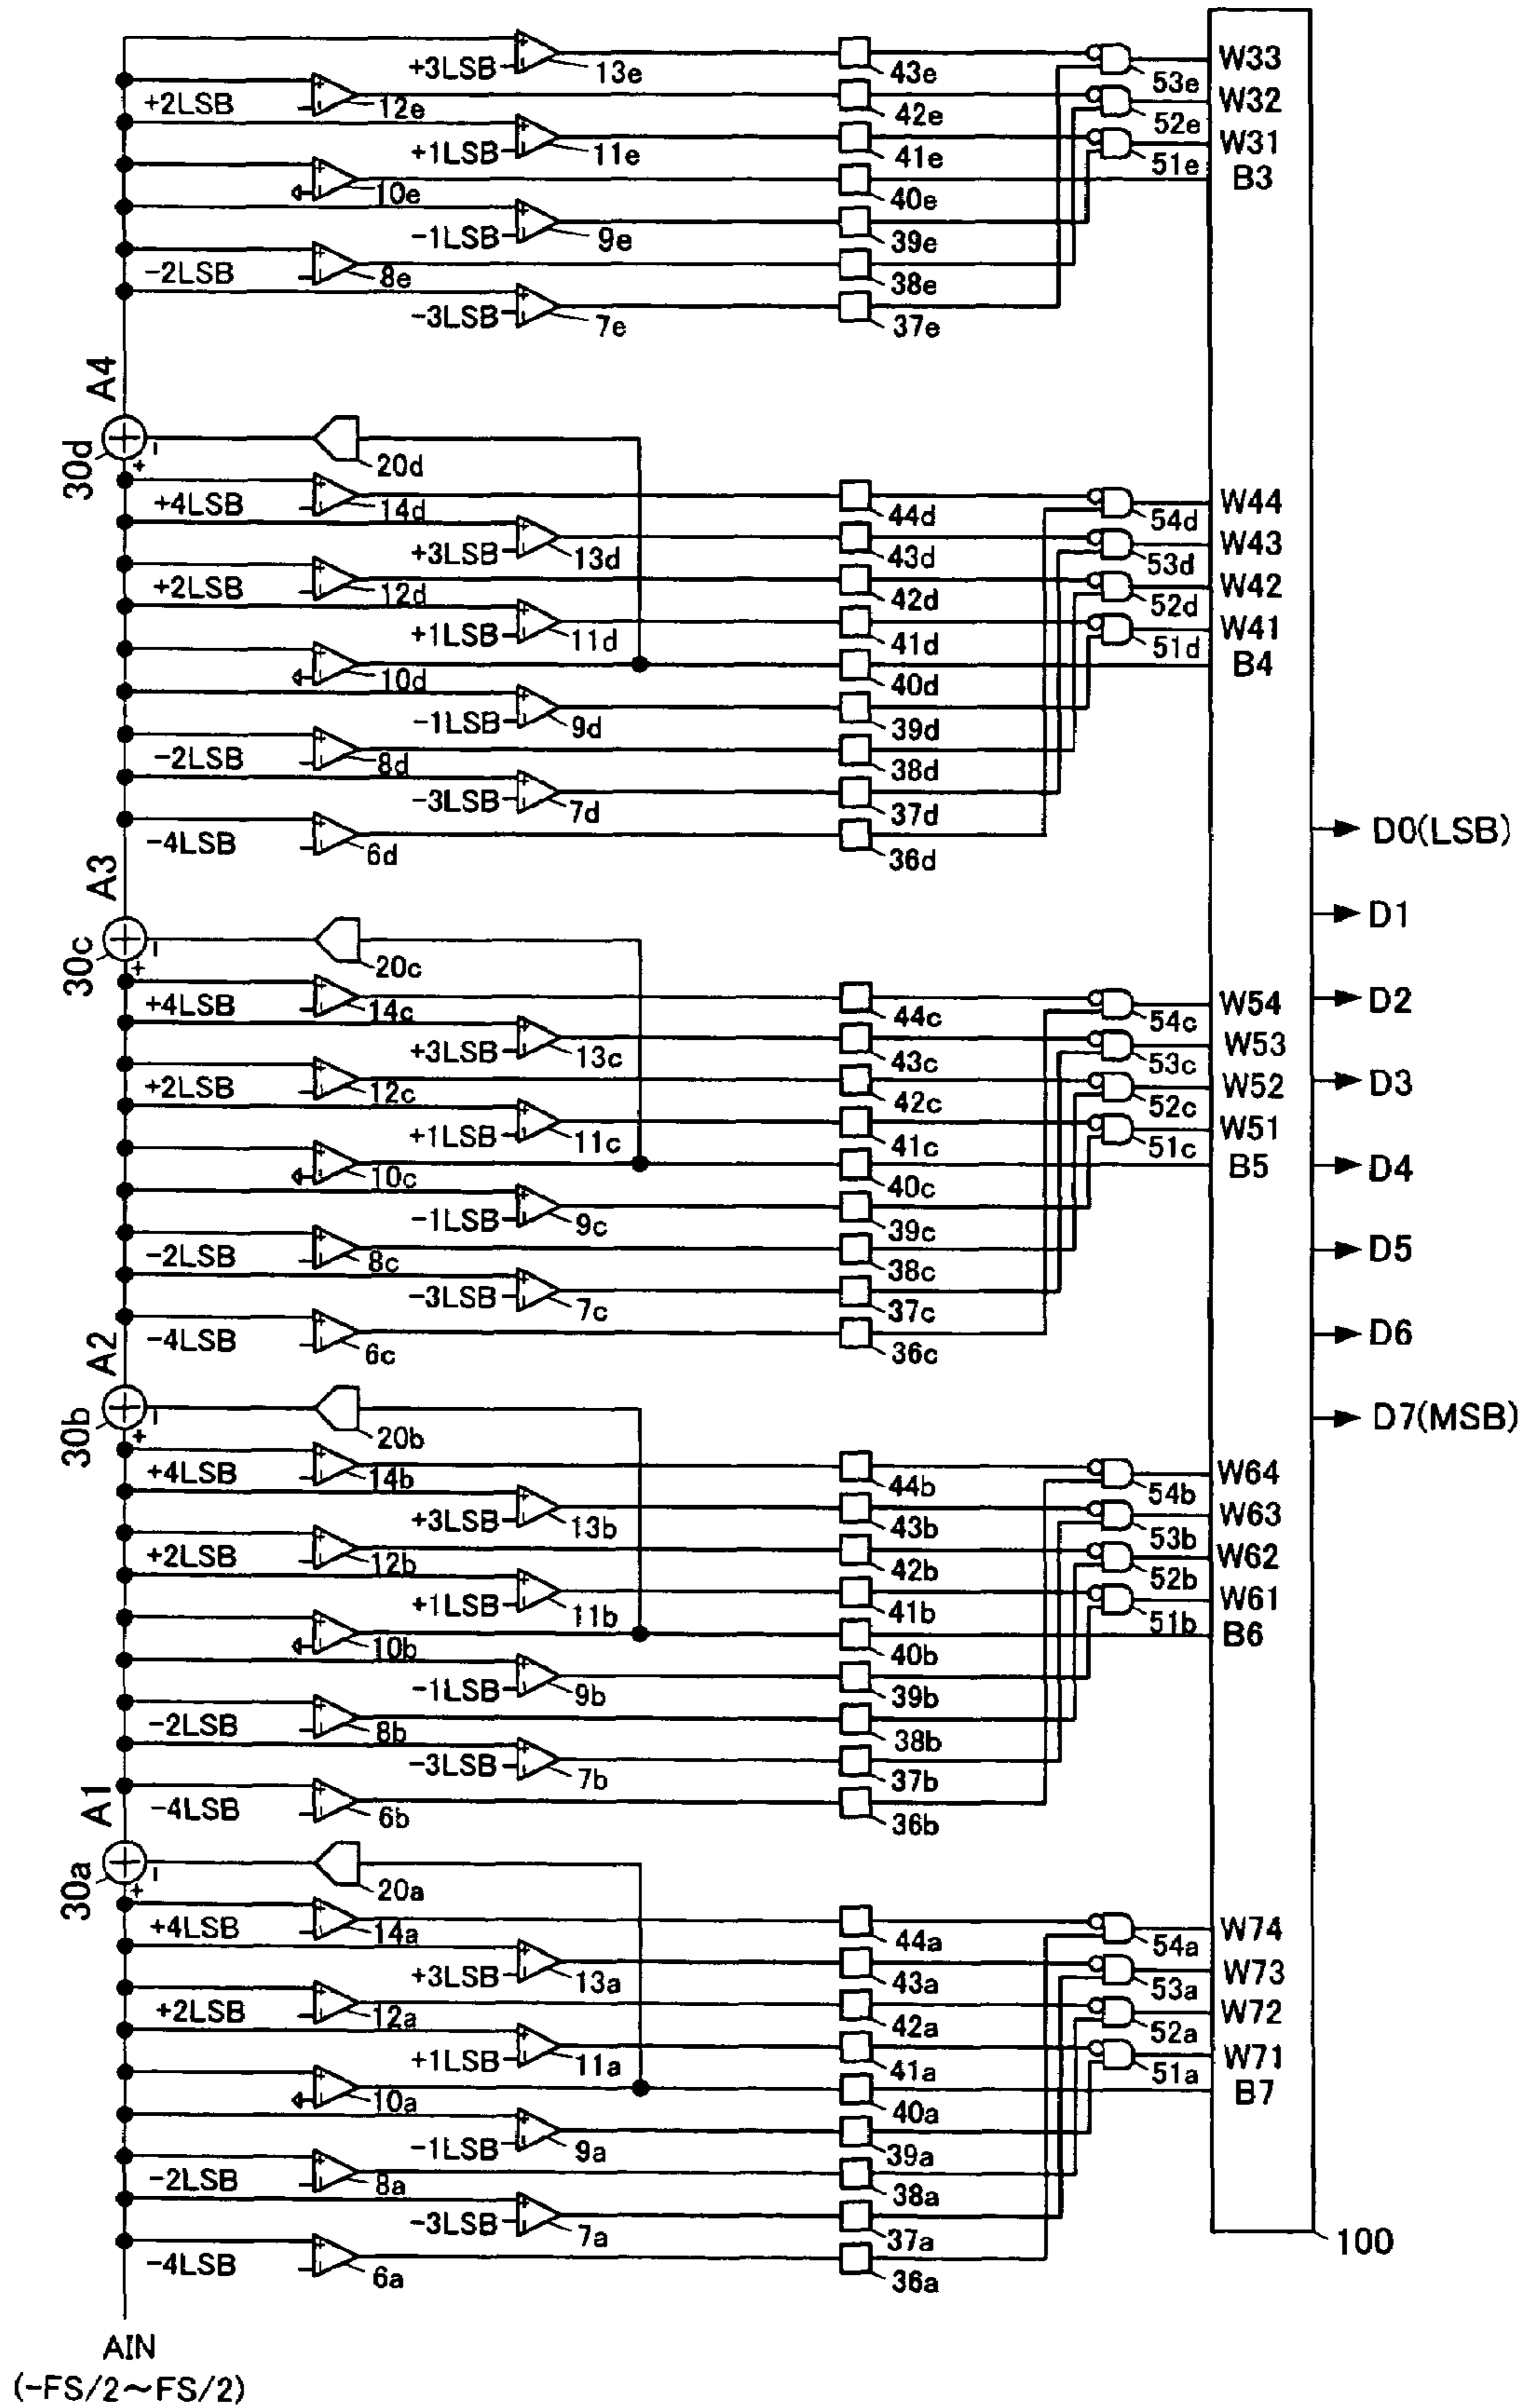 +3LSB 13e 43e 53e W33
+2LSB 12e 42e 52e W32
+1LSB 11e 41e 51e W31
10e 40e B3
-1LSB 9e 39e
-2LSB 8e 38e
-3LSB 7e 37e
A4
30d - + 20d
+4LSB 14d 44d 54d W44
+3LSB 13d 43d 53d W43
+2LSB 12d 42d 52d W42
+1LSB 11d 41d 51d W41
10d 40d B4
-1LSB 9d 39d
-2LSB 8d 38d
-3LSB 7d 37d
-4LSB 6d 36d
A3
30c - + 20c
+4LSB 14c 44c 54c W54
+3LSB 13c 43c 53c W53
+2LSB 12c 42c 52c W52
+1LSB 11c 41c 51c W51
10c 40c B5
-1LSB 9c 39c
-2LSB 8c 38c
-3LSB 7c 37c
-4LSB 6c 36c
A2
30b - + 20b
+4LSB 14b 44b 54b W64
+3LSB 13b 43b 53b W63
+2LSB 12b 42b 52b W62
+1LSB 11b 41b 51b W61
10b 40b B6
-1LSB 9b 39b
-2LSB 8b 38b
-3LSB 7b 37b
-4LSB 6b 36b
A1
30a - + 20a
+4LSB 14a 44a 54a W74
+3LSB 13a 43a 53a W73
+2LSB 12a 42a 52a W72
+1LSB 11a 41a 51a W71
10a 40a B7
-1LSB 9a 39a
-2LSB 8a 38a
-3LSB 7a 37a
-4LSB 6a 36a
AIN
(-FS/2~FS/2)
D0(LSB)
D1
D2
D3
D4
D5
D6
D7(MSB)
100